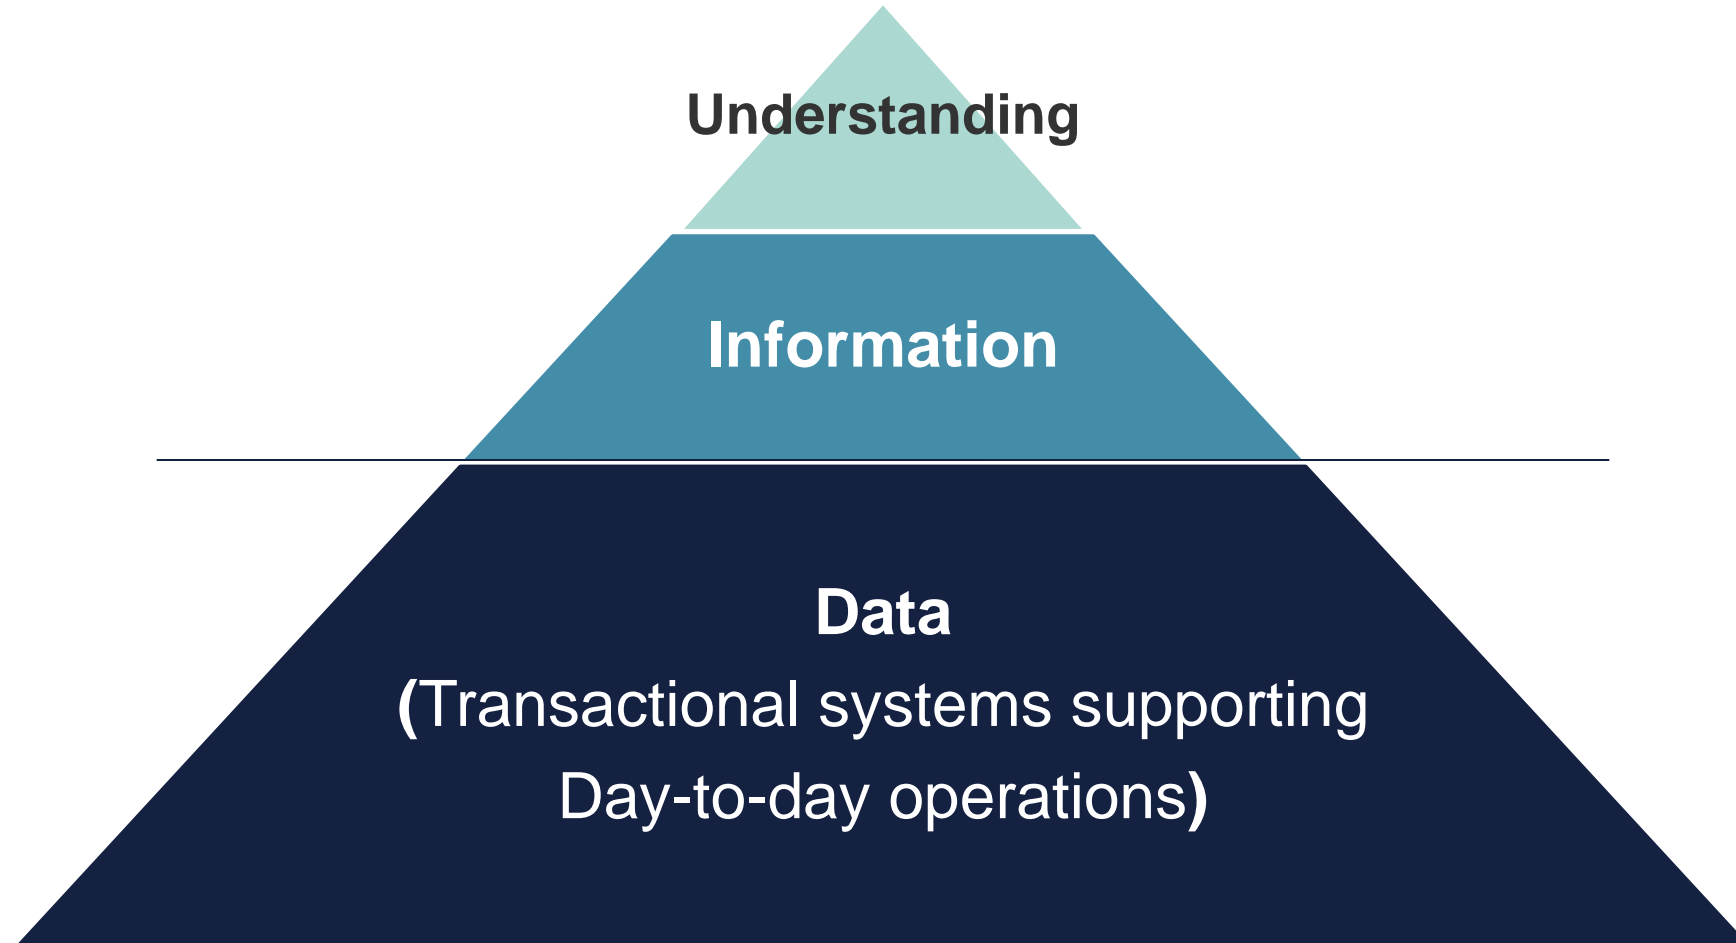 Understanding
Information
Data
(Transactional systems supporting
Day-to-day operations)